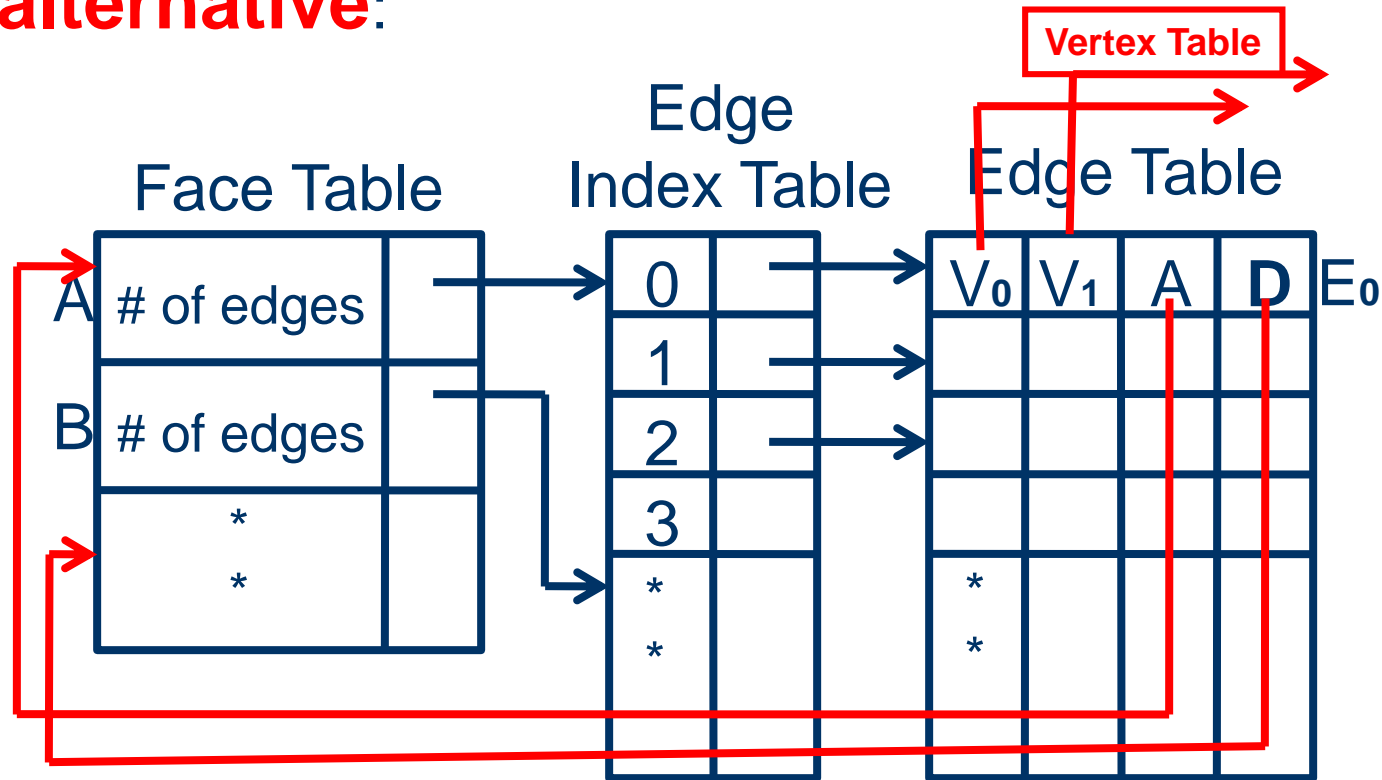 alternative:
Vertex Table
Edge
Index Table
Face Table
Edge Table
A # of edges
B # of edges
*
*
0
1
2
3
*
*
V0 V1 A D E0
*
*